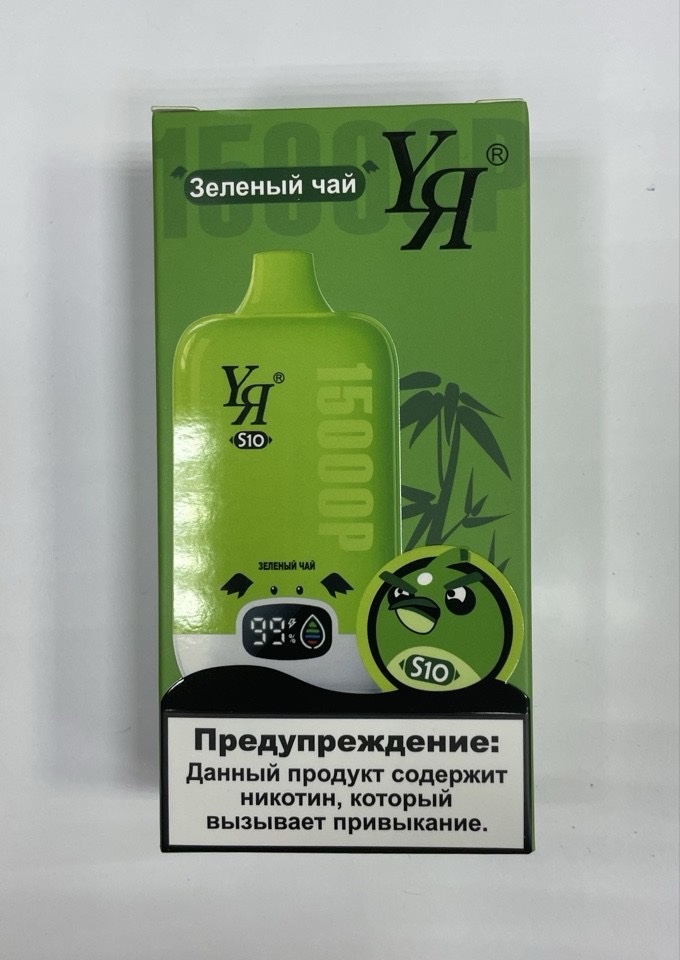 15000P
Зеленый чай
YЯ®
YЯ®
S10
15000P
ЗЕЛЕНЫЙ ЧАЙ
99%
S10
Предупреждение:
Данный продукт содержит
никотин, который
вызывает привыкание.